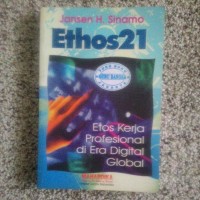 Jansen H. Sinamo
Ethos21
Etos Kerja
Profesional
di Era Digital
Global